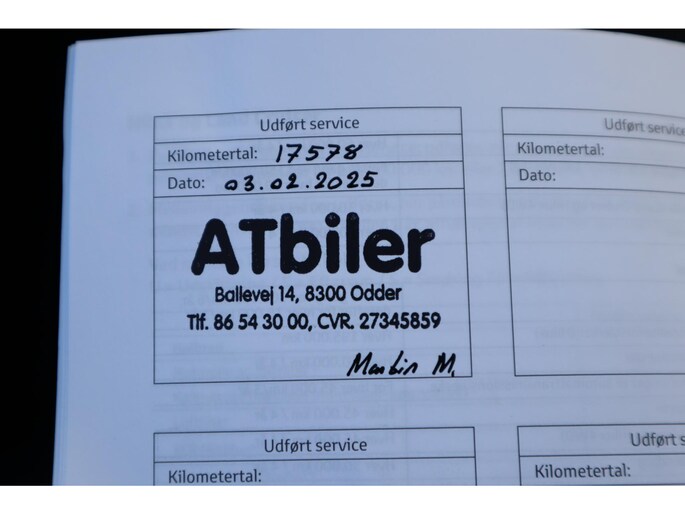 Udført service
Kilometertal: 17578
Dato: 03.02.2025
ATbiler
Ballevej 14, 8300 Odder
Tlf. 86 54 30 00, CVR. 27345859
Martin M.
Udført service
Kilometertal:
Dato:
Udført service
Kilometertal:
Udført s
Kilometertal: